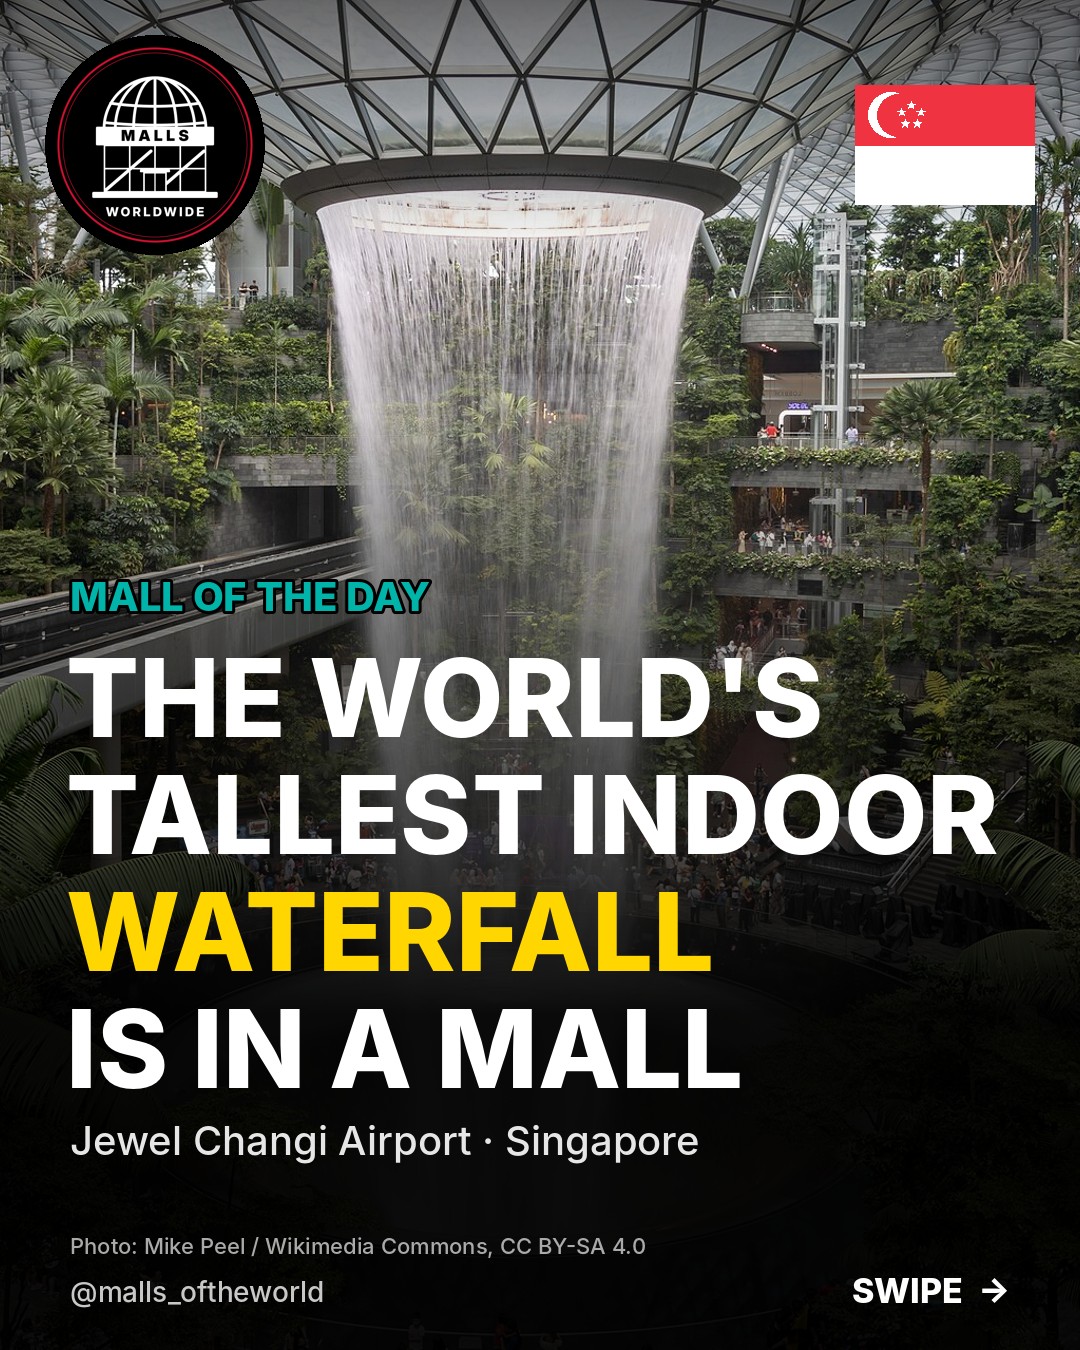 MALLS
WORLDWIDE
MALL OF THE DAY
THE WORLD'S
TALLEST INDOOR
WATERFALL
IS IN A MALL
Jewel Changi Airport · Singapore
Photo: Mike Peel / Wikimedia Commons, CC BY-SA 4.0
@malls_oftheworld
SWIPE →